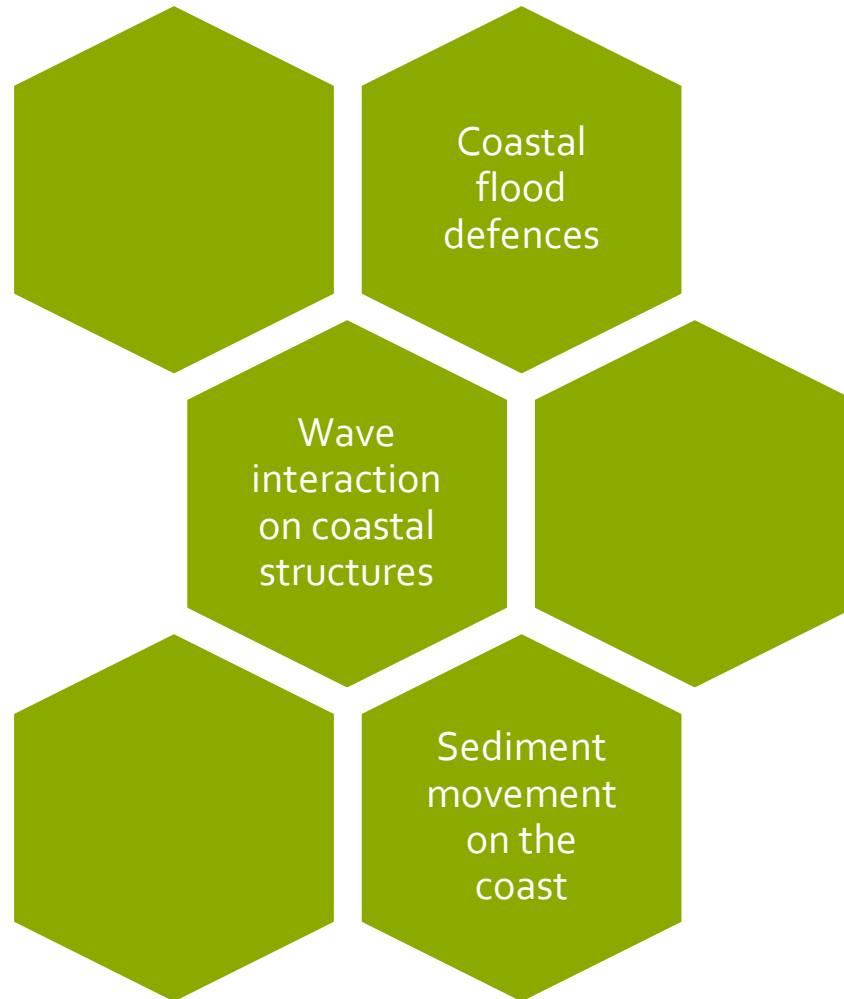 Coastal
flood
defences
Wave
interaction
on coastal
structures
Sediment
movement
on the
coast